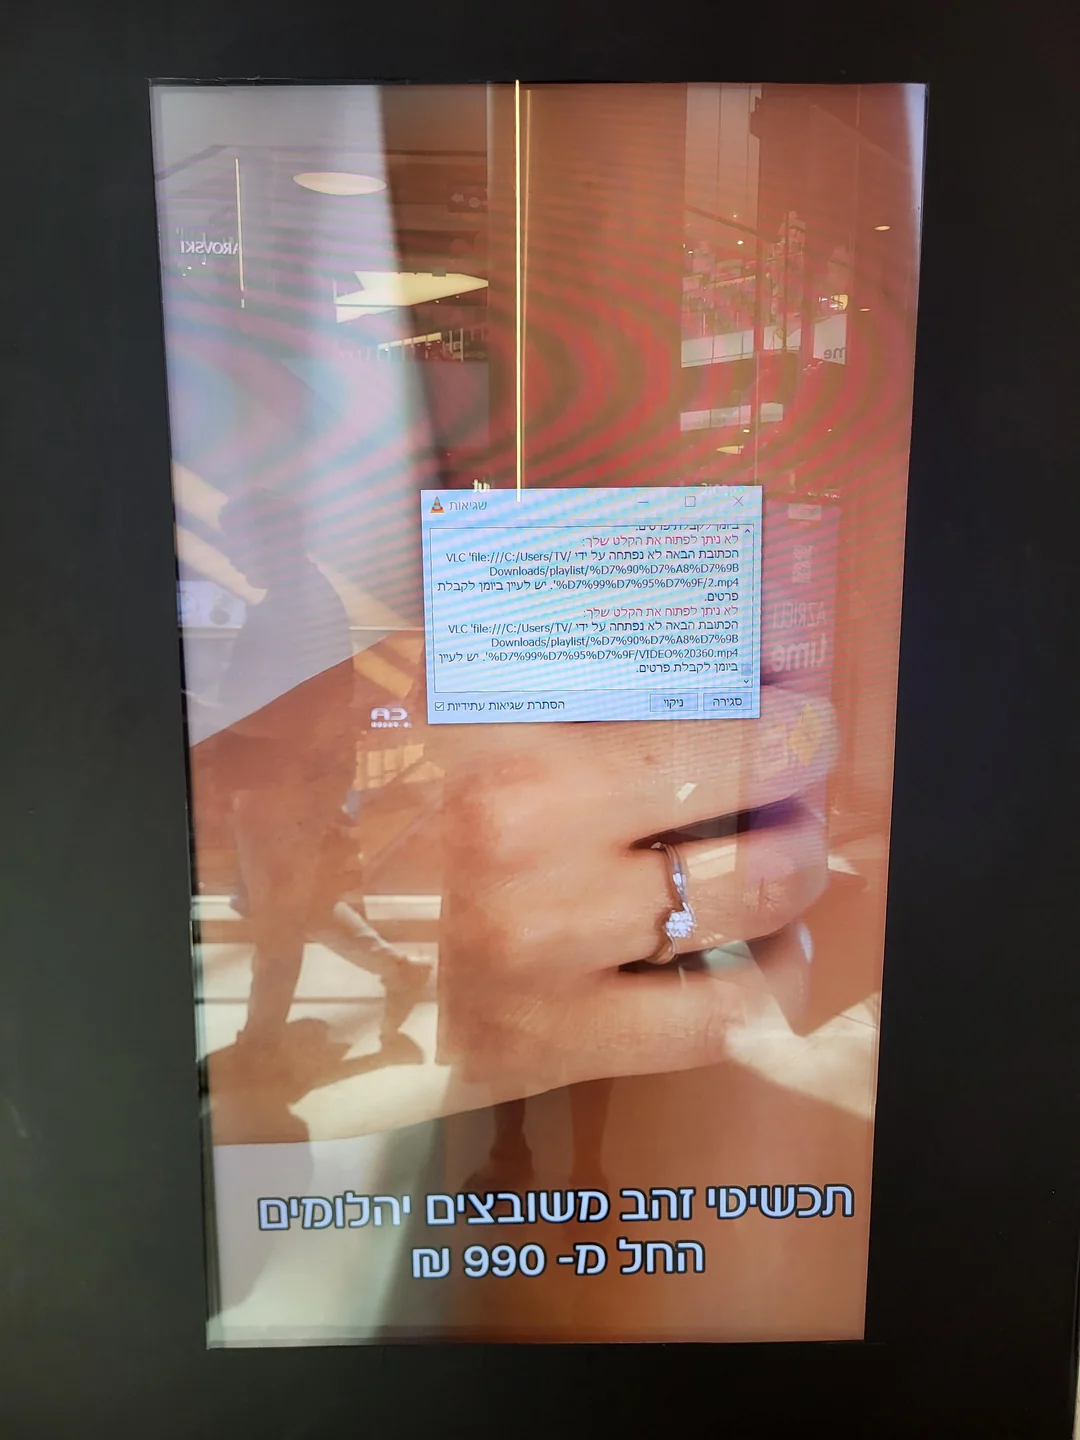 AROVSKI
שגיאות
ביומן לקבלת פרטים.
לא ניתן לפתוח את הקלט שלך:
הכתובת הבאה לא נפתחה על ידי VLC 'file:///C:/Users/TV/
Downloads/playlist/%D7%90%D7%A8%D7%9B
%D7%99%D7%95%D7%9F/2.mp4'. יש לעיין ביומן לקבלת
פרטים.
לא ניתן לפתוח את הקלט שלך:
הכתובת הבאה לא נפתחה על ידי VLC 'file:///C:/Users/TV/
Downloads/playlist/%D7%90%D7%A8%D7%9B
%D7%99%D7%95%D7%9F/VIDEO%20360.mp4'. יש לעיין
ביומן לקבלת פרטים.
הסתרת שגיאות עתידיות
ניקוי
סגירה
AZRIELI
תכשיטי זהב משובצים יהלומים
החל מ- 990 ₪